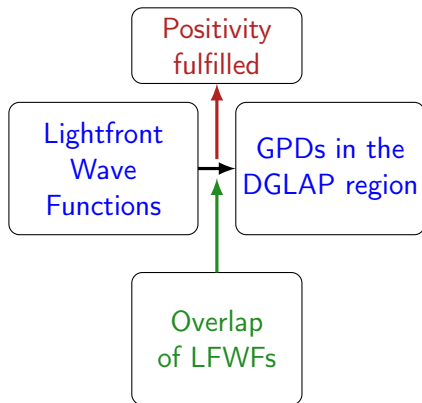 Positivity
fulfilled
Lightfront
Wave
Functions
GPDs in the
DGLAP region
Overlap
of LFWFs